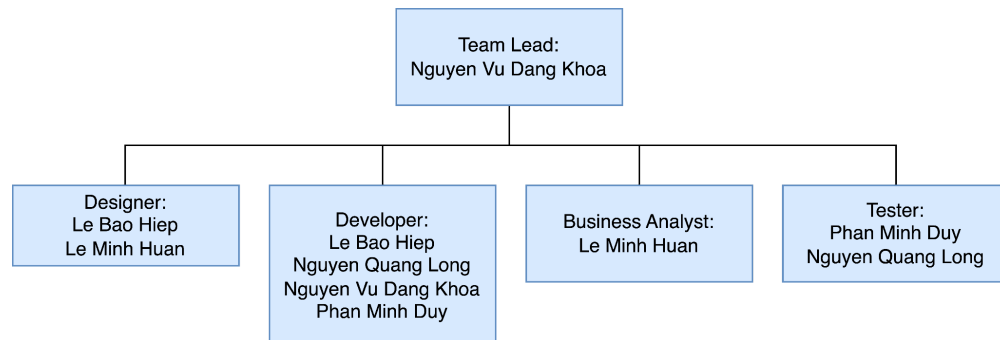 Team Lead:
Nguyen Vu Dang Khoa
Designer:
Le Bao Hiep
Le Minh Huan
Developer:
Le Bao Hiep
Nguyen Quang Long
Nguyen Vu Dang Khoa
Phan Minh Duy
Business Analyst:
Le Minh Huan
Tester:
Phan Minh Duy
Nguyen Quang Long